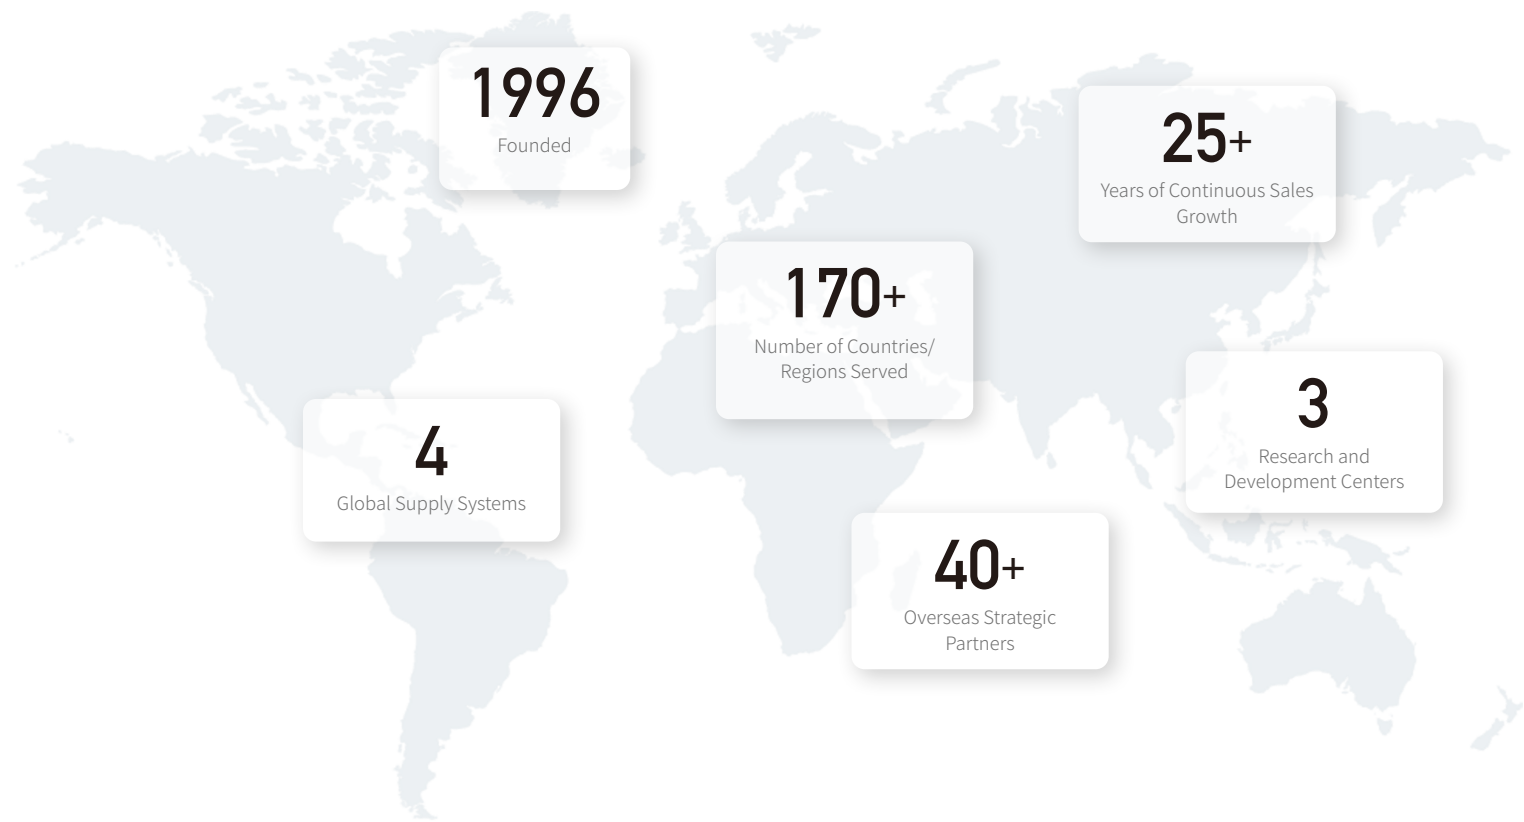 1996
Founded
25+
Years of Continuous Sales
Growth
170+
Number of Countries/
Regions Served
3
Research and
Development Centers
4
Global Supply Systems
40+
Overseas Strategic
Partners